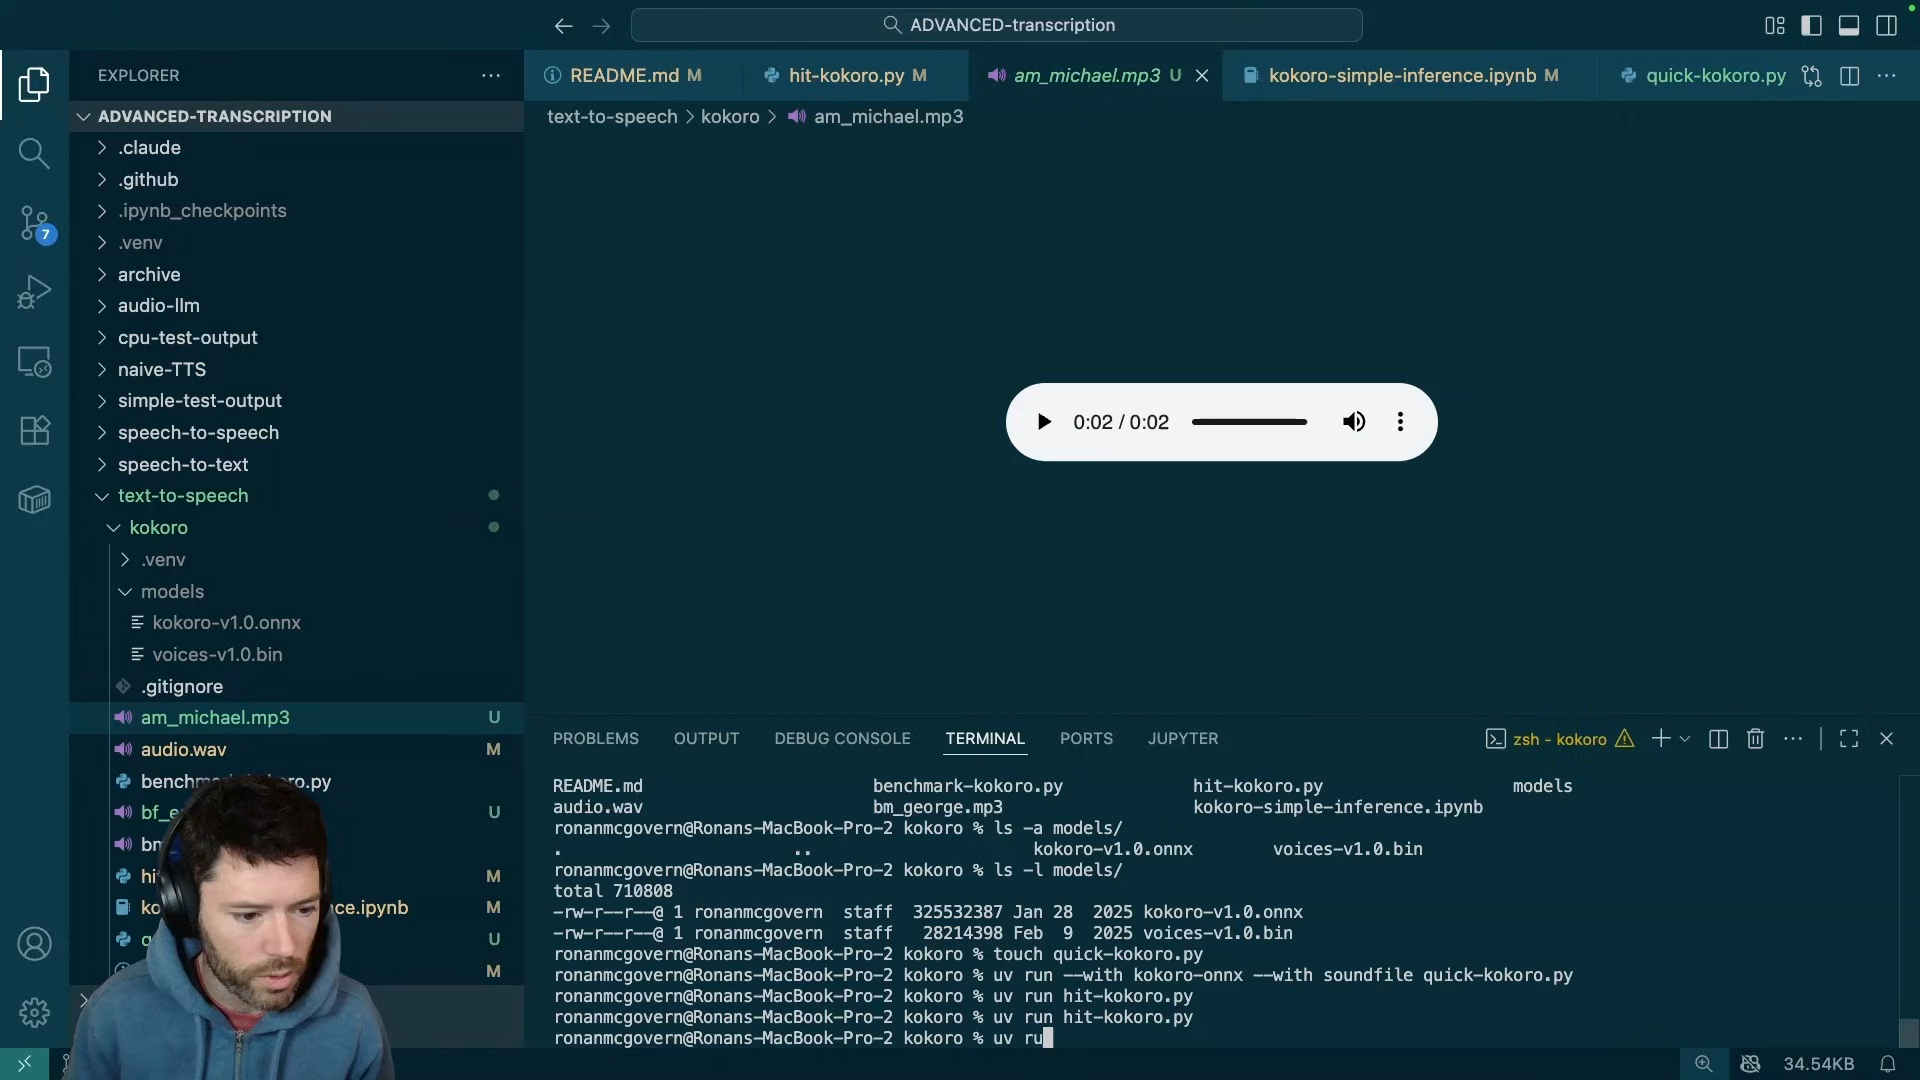 ADVANCED-transcription
EXPLORER
README.md M
hit-kokoro.py M
am_michael.mp3 U
kokoro-simple-inference.ipynb M
quick-kokoro.py
ADVANCED-TRANSCRIPTION
text-to-speech > kokoro > am_michael.mp3
.claude
.github
.ipynb_checkpoints
7
.venv
archive
audio-llm
cpu-test-output
naive-TTS
simple-test-output
speech-to-speech
speech-to-text
text-to-speech
kokoro
.venv
models
kokoro-v1.0.onnx
voices-v1.0.bin
.gitignore
am_michael.mp3 U
audio.wav M
U
M
M
U
M
0:02 / 0:02
PROBLEMS OUTPUT DEBUG CONSOLE TERMINAL PORTS JUPYTER
zsh - kokoro
README.md benchmark-kokoro.py hit-kokoro.py models
audio.wav bm_george.mp3 kokoro-simple-inference.ipynb
ronanmcgovern@Ronans-MacBook-Pro-2 kokoro % ls -a models/
. .. kokoro-v1.0.onnx voices-v1.0.bin
ronanmcgovern@Ronans-MacBook-Pro-2 kokoro % ls -l models/
total 710808
-rw-r--r--@ 1 ronanmcgovern staff 325532387 Jan 28 2025 kokoro-v1.0.onnx
-rw-r--r--@ 1 ronanmcgovern staff 28214398 Feb 9 2025 voices-v1.0.bin
ronanmcgovern@Ronans-MacBook-Pro-2 kokoro % touch quick-kokoro.py
ronanmcgovern@Ronans-MacBook-Pro-2 kokoro % uv run --with kokoro-onnx --with soundfile quick-kokoro.py
ronanmcgovern@Ronans-MacBook-Pro-2 kokoro % uv run hit-kokoro.py
ronanmcgovern@Ronans-MacBook-Pro-2 kokoro % uv run hit-kokoro.py
ronanmcgovern@Ronans-MacBook-Pro-2 kokoro % uv ru
34.54KB